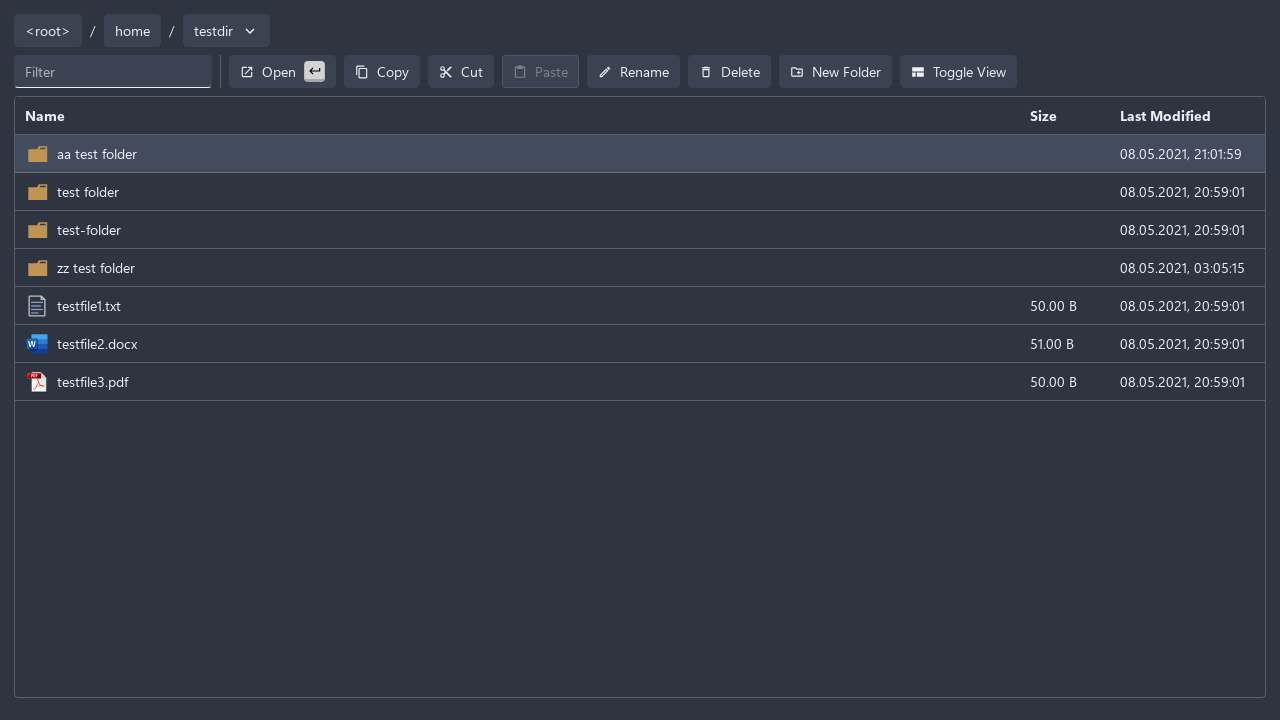 <root> / home / testdir
Filter Open Copy Cut Paste Rename Delete New Folder Toggle View
Name Size Last Modified
aa test folder 08.05.2021, 21:01:59
test folder 08.05.2021, 20:59:01
test-folder 08.05.2021, 20:59:01
zz test folder 08.05.2021, 03:05:15
testfile1.txt 50.00 B 08.05.2021, 20:59:01
W testfile2.docx 51.00 B 08.05.2021, 20:59:01
PDF testfile3.pdf 50.00 B 08.05.2021, 20:59:01